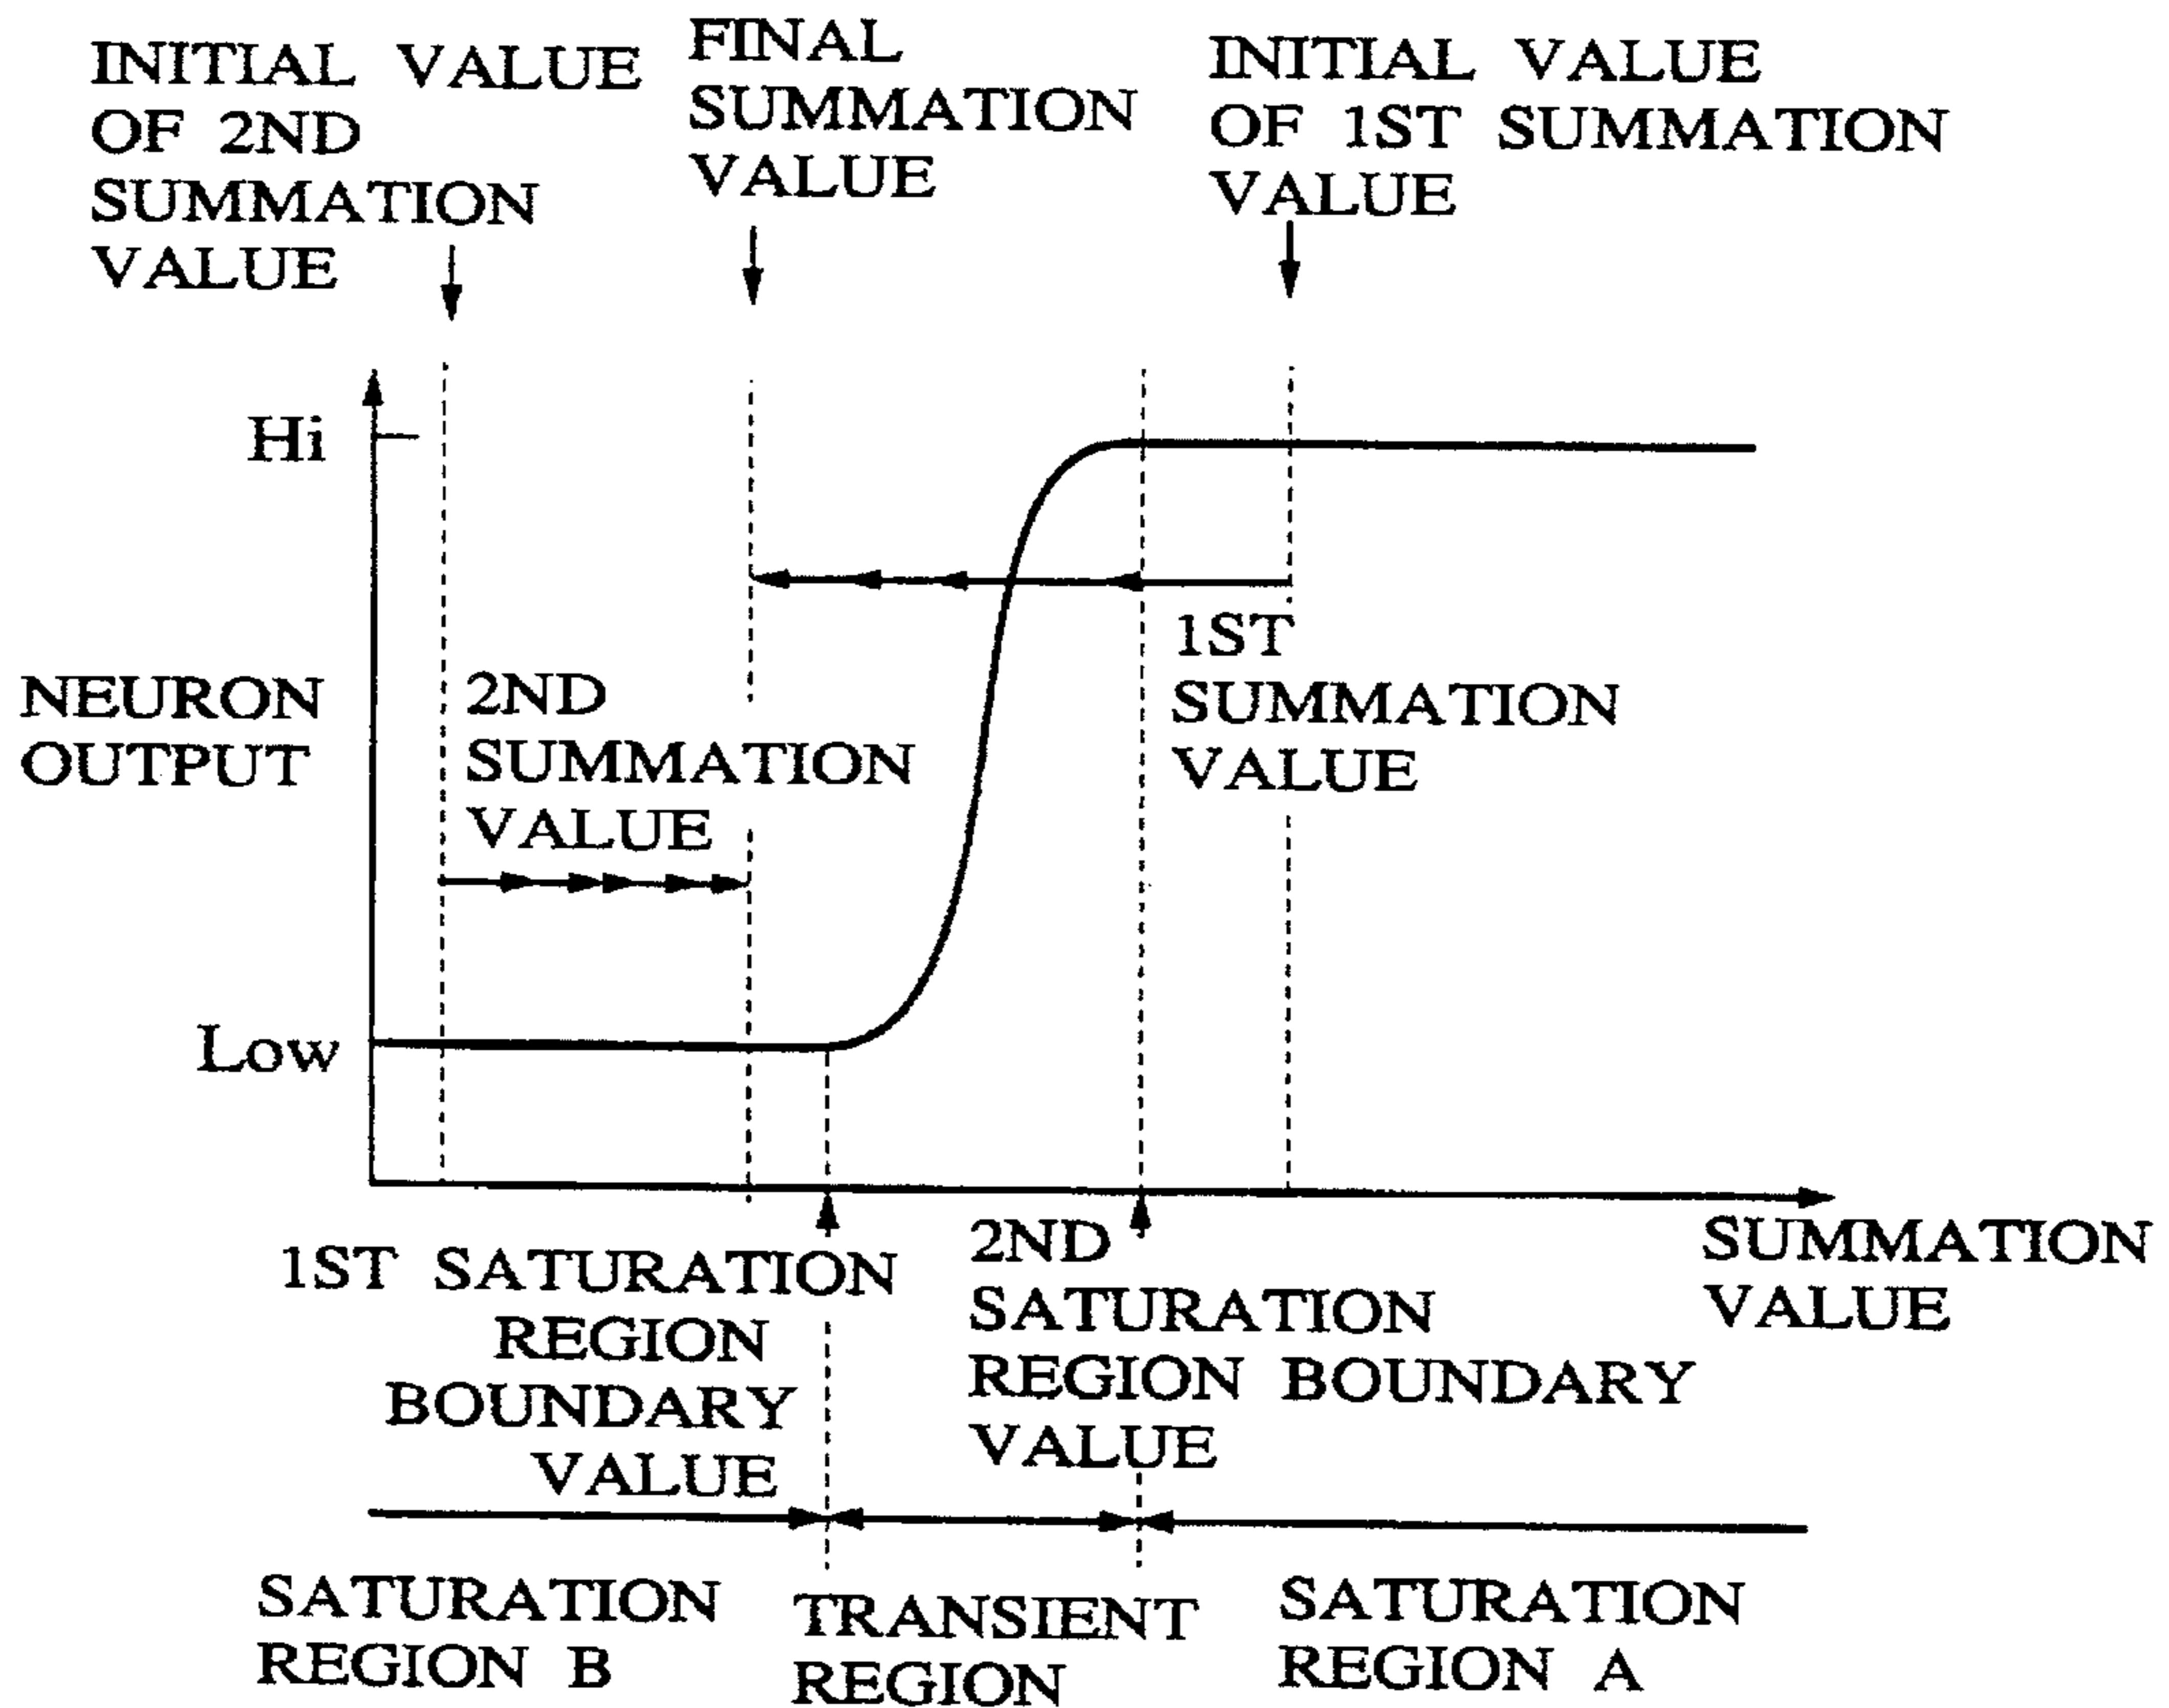 INITIAL VALUE
OF 2ND
SUMMATION
VALUE
FINAL
SUMMATION
VALUE
INITIAL VALUE
OF 1ST SUMMATION
VALUE
Hi
1ST
SUMMATION
VALUE
NEURON
OUTPUT
2ND
SUMMATION
VALUE
Low
1ST SATURATION
REGION
BOUNDARY
VALUE
2ND
SATURATION
REGION BOUNDARY
VALUE
SUMMATION
VALUE
SATURATION
REGION B
TRANSIENT
REGION
SATURATION
REGION A